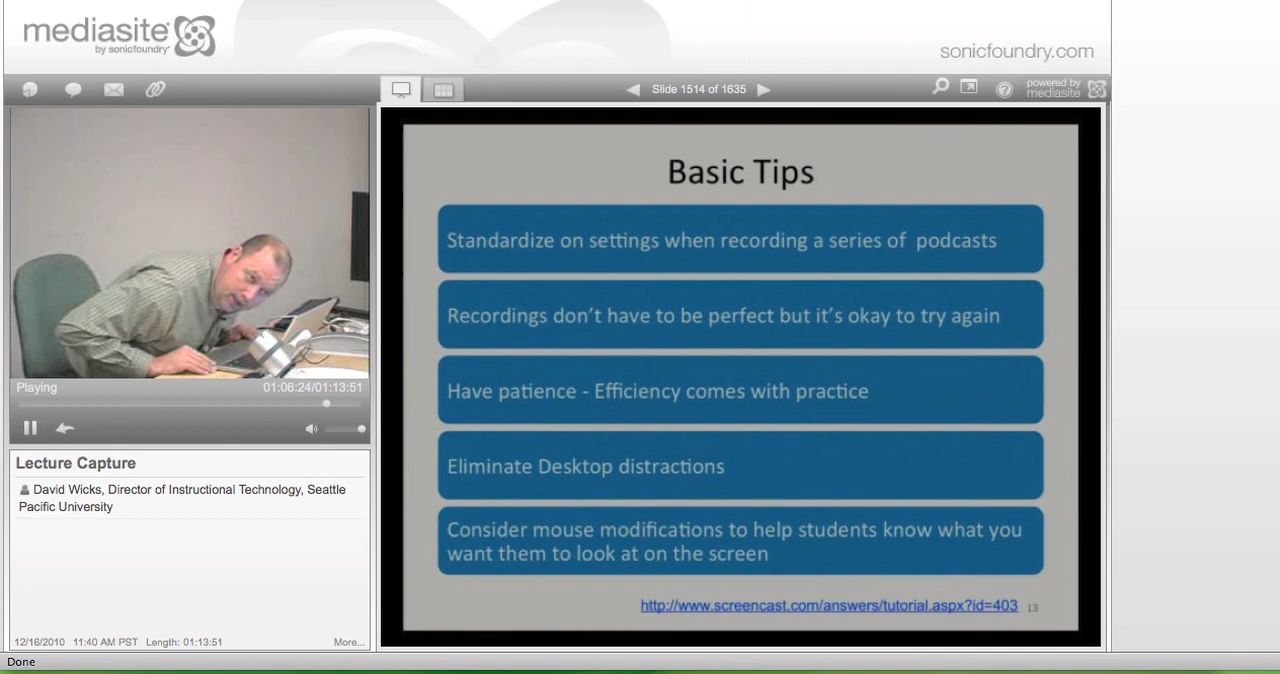 mediasite
by sonicfoundry
sonicfoundry.com
Slide 1514 of 1635
powered by
mediasite
Basic Tips
Standardize on settings when recording a series of  podcasts
Recordings don’t have to be perfect but it’s okay to try again
Have patience - Efficiency comes with practice
Eliminate Desktop distractions
Consider mouse modifications to help students know what you
want them to look at on the screen
http://www.screencast.com/answers/tutorial.aspx?id=403 13
Playing 01:06:24/01:13:51
Lecture Capture
David Wicks, Director of Instructional Technology, Seattle
Pacific University
12/16/2010 11:40 AM PST Length: 01:13:51 More...
Done